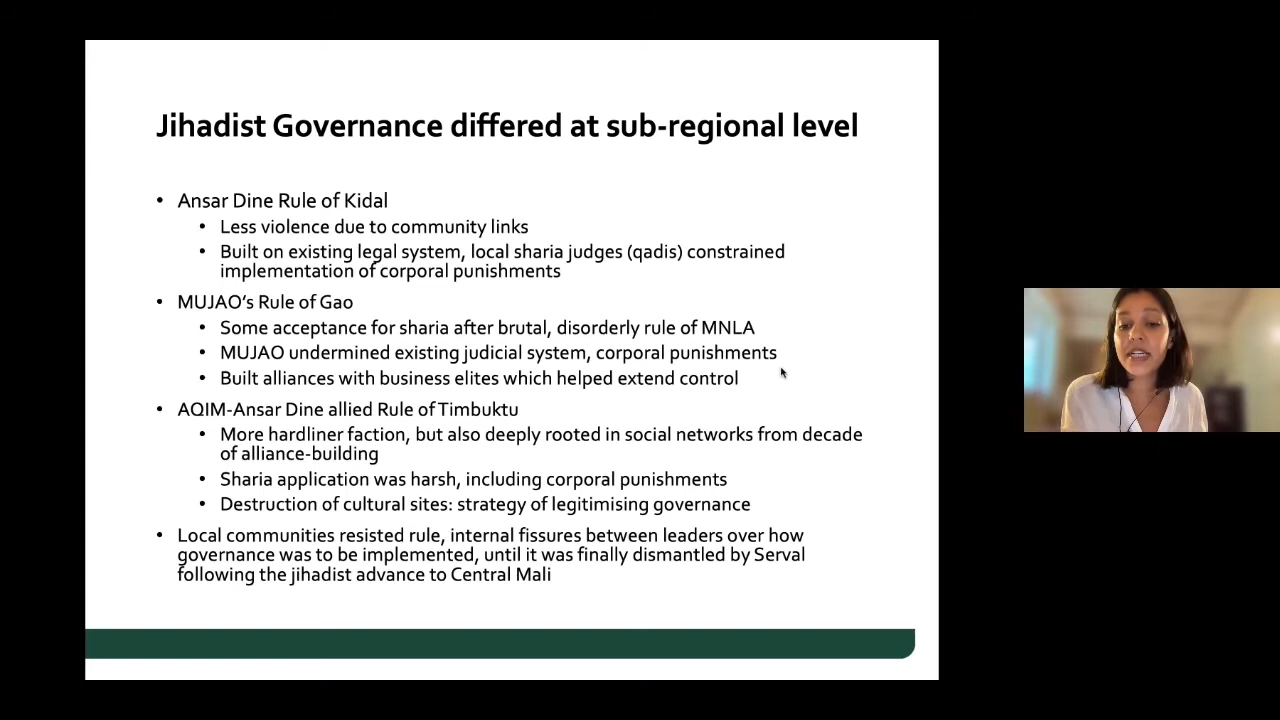 Jihadist Governance differed at sub-regional level
• Ansar Dine Rule of Kidal
• Less violence due to community links
• Built on existing legal system, local sharia judges (qadis) constrained
implementation of corporal punishments
• MUJAO's Rule of Gao
• Some acceptance for sharia after brutal, disorderly rule of MNLA
• MUJAO undermined existing judicial system, corporal punishments
• Built alliances with business elites which helped extend control
• AQIM-Ansar Dine allied Rule of Timbuktu
• More hardliner faction, but also deeply rooted in social networks from decade
of alliance-building
• Sharia application was harsh, including corporal punishments
• Destruction of cultural sites: strategy of legitimising governance
• Local communities resisted rule, internal fissures between leaders over how
governance was to be implemented, until it was finally dismantled by Serval
following the jihadist advance to Central Mali